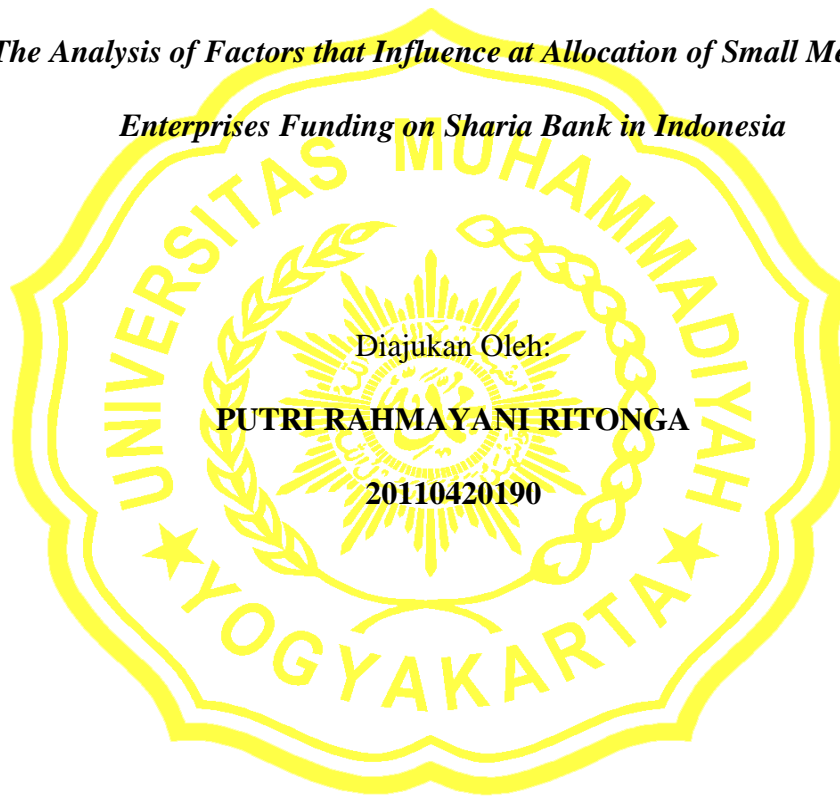 The Analysis of Factors that Influence at Allocation of Small Me
Enterprises Funding on Sharia Bank in Indonesia
UNIVERSITAS MUHAMMADIYAH
Diajukan Oleh:
PUTRI RAHMAYANI RITONGA
20110420190
★ YOGYAKARTA ★